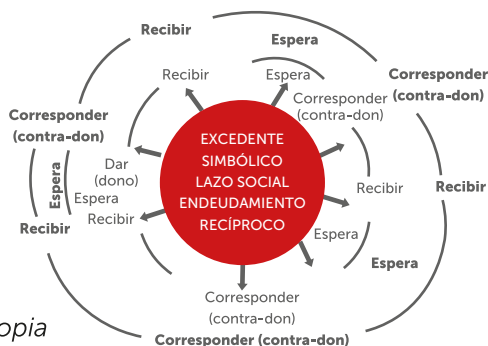 Recibir
Espera
Recibir
Espera
Corresponder
(contra-don)
Corresponder
(contra-don)
Corresponder
(contra-don)
EXCEDENTE
SIMBÓLICO
LAZO SOCIAL
ENDEUDAMIENTO
RECÍPROCO
Dar
(dono)
Espera
Espera
Recibir
Recibir
Recibir
Recibir
Espera
Espera
Corresponder
(contra-don)
opia
Corresponder (contra-don)